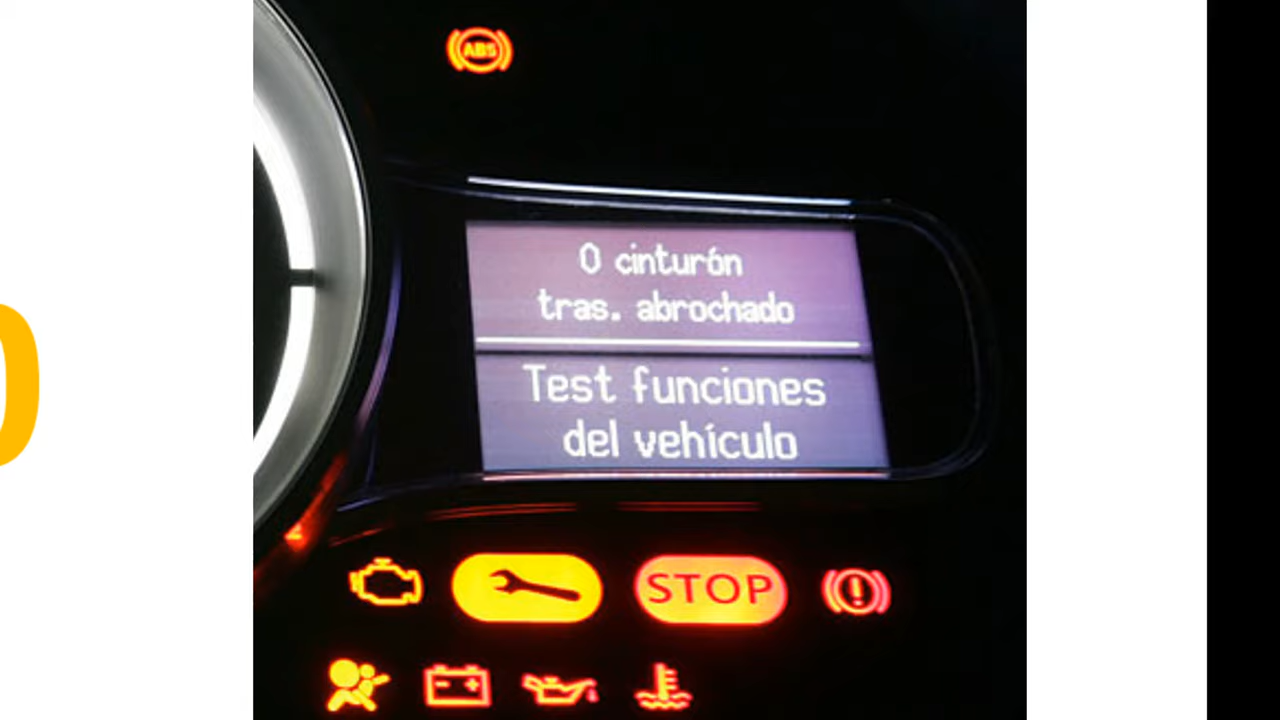 ABS
0 cinturón
tras. abrochado
Test funciones
del vehículo
STOP